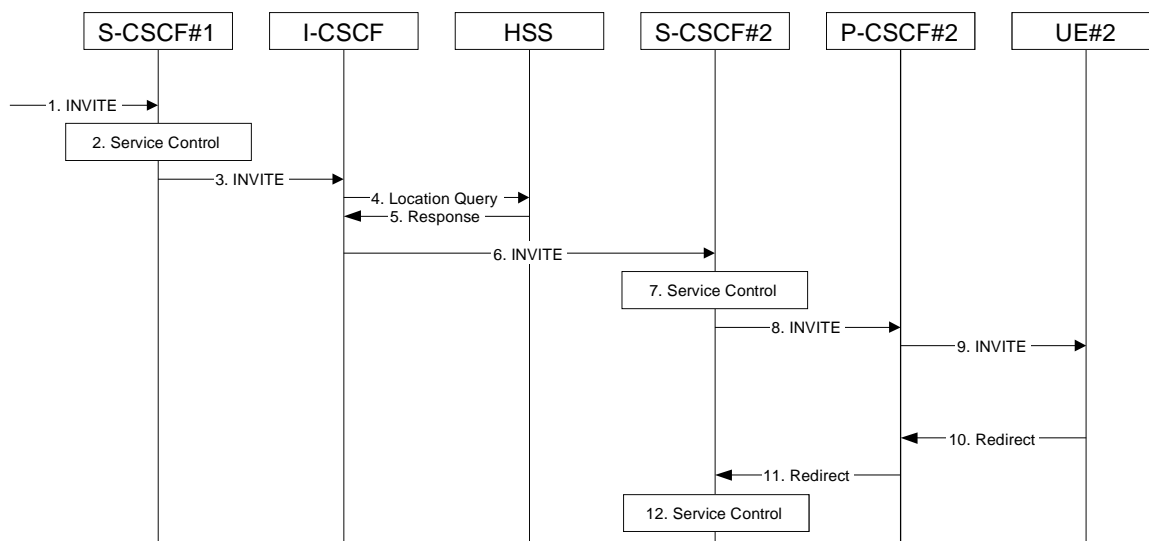 S-CSCF#1
I-CSCF
HSS
S-CSCF#2
P-CSCF#2
UE#2
1. INVITE
2. Service Control
3. INVITE
4. Location Query
5. Response
6. INVITE
7. Service Control
8. INVITE
9. INVITE
10. Redirect
11. Redirect
12. Service Control